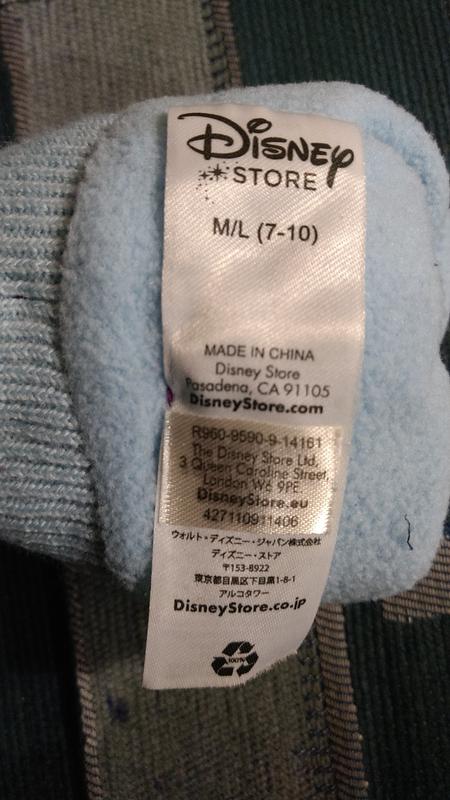 Disney
STORE
M/L (7-10)
MADE IN CHINA
Disney Store
Pasadena, CA 91105
DisneyStore.com
R960-9590-9-14161
The Disney Store Ltd,
3 Queen Caroline Street,
London W6 9PE.
DisneyStore.eu
427110911406
ウォルト・ディズニー・ジャパン株式会社
ディズニー・ストア
〒153-8922
東京都目黒区下目黒1-8-1
アルコタワー
DisneyStore.co.jp
100%